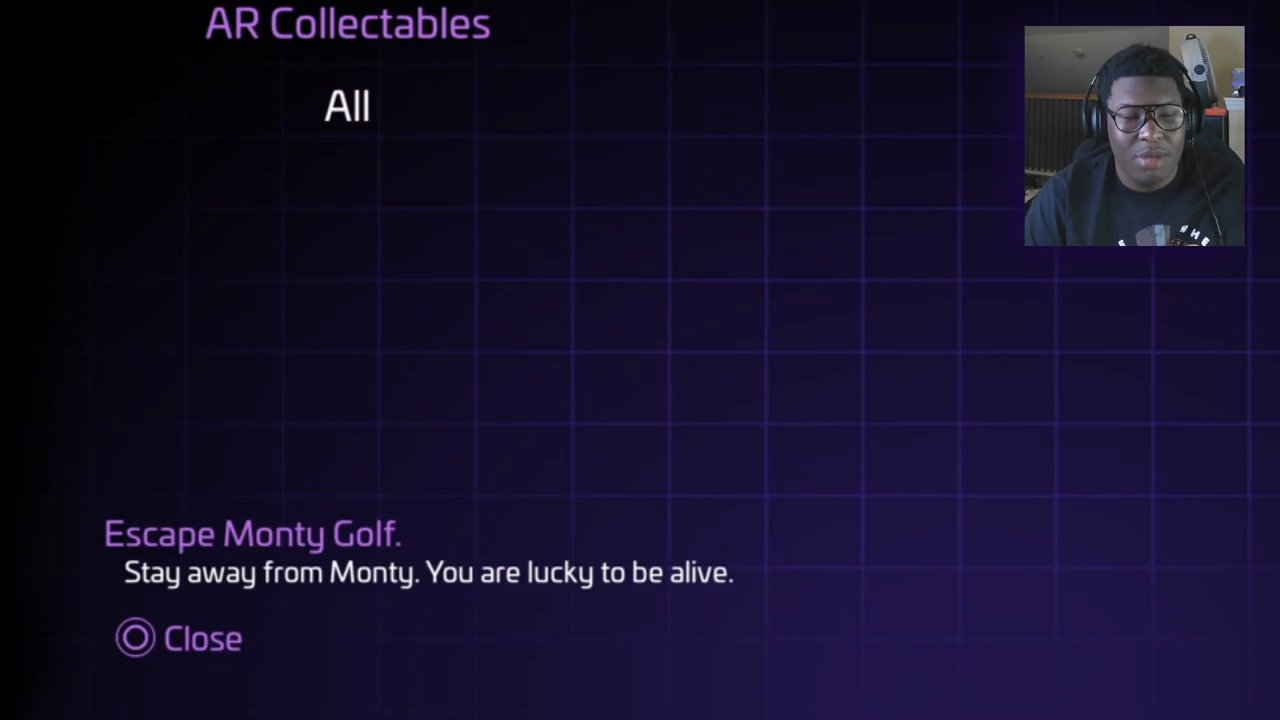 AR Collectables
All
Escape Monty Golf.
Stay away from Monty. You are lucky to be alive.
Close